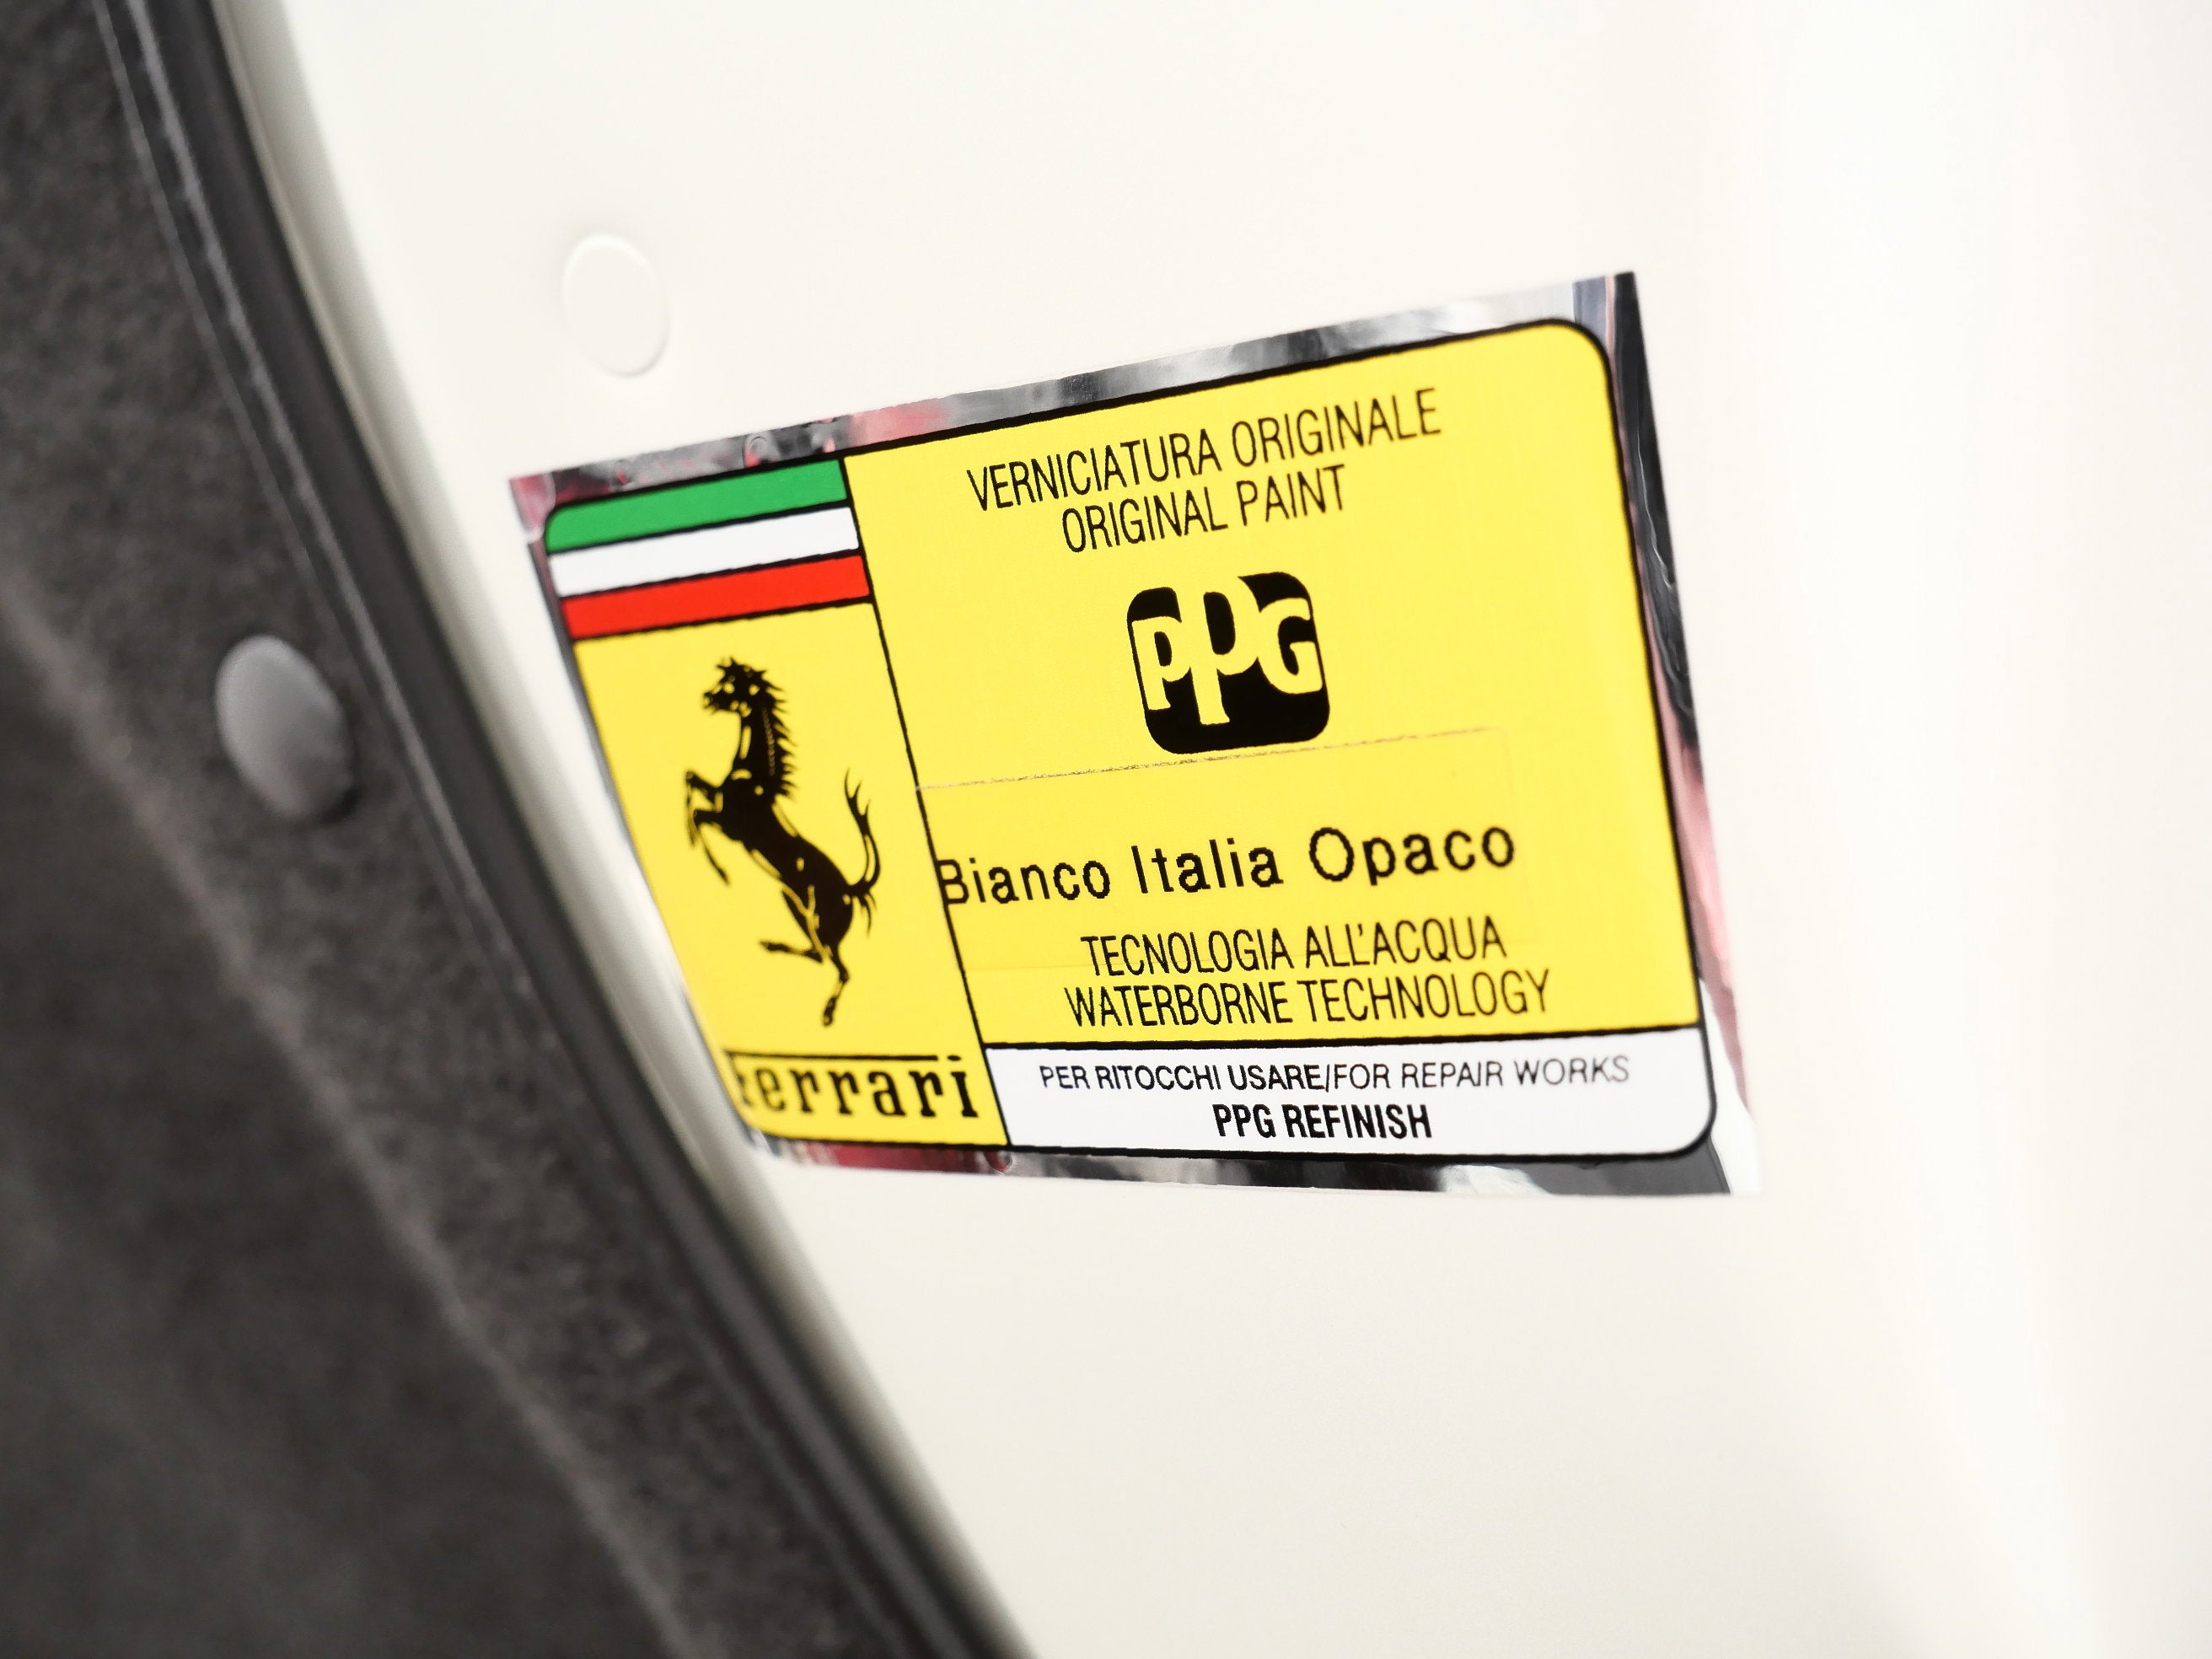 VERNICIATURA ORIGINALE
ORIGINAL PAINT
PPG
Bianco Italia Opaco
TECNOLOGIA ALL'ACQUA
WATERBORNE TECHNOLOGY
Ferrari
PER RITOCCHI USARE/FOR REPAIR WORKS
PPG REFINISH